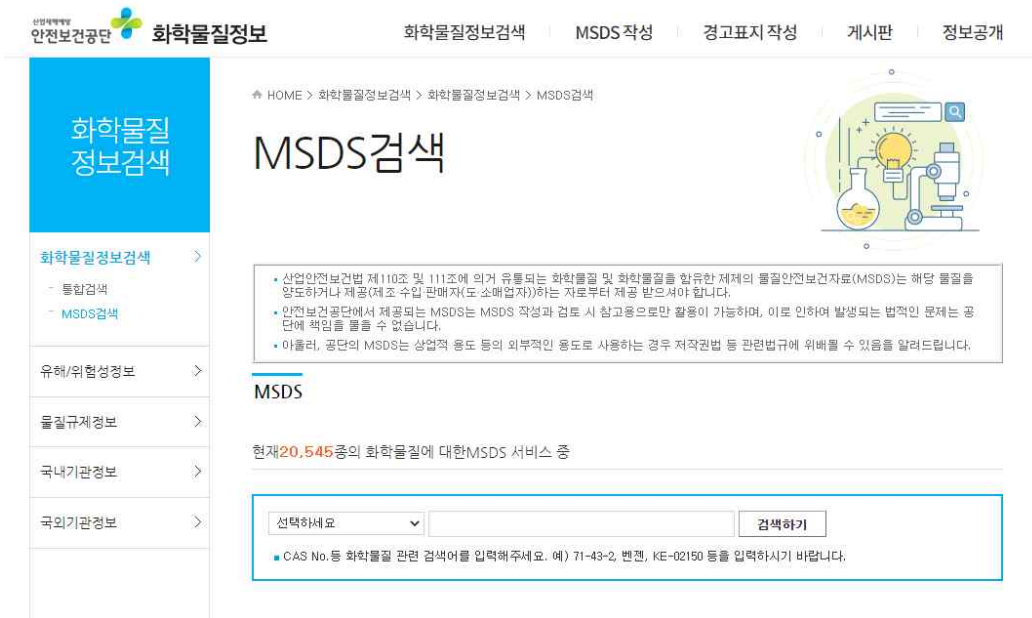 산업재해예방
안전보건공단 화학물질정보
화학물질정보검색 MSDS 작성 경고표지 작성 게시판 정보공개
화학물질
정보검색
화학물질정보검색
- 통합검색
- MSDS검색
유해/위험성정보
물질규제정보
국내기관정보
국외기관정보
HOME > 화학물질정보검색 > 화학물질정보검색 > MSDS검색
MSDS검색
• 산업안전보건법 제110조 및 111조에 의거 유통되는 화학물질 및 화학물질을 함유한 제제의 물질안전보건자료(MSDS)는 해당 물질을
양도하거나 제공(제조·수입 판매자(도·소매업자))하는 자로부터 제공 받으셔야 합니다.
• 안전보건공단에서 제공되는 MSDS는 MSDS 작성과 검토 시 참고용으로만 활용이 가능하며, 이로 인하여 발생되는 법적인 문제는 공
단에 책임을 물을 수 없습니다.
• 아울러, 공단의 MSDS는 상업적 용도 등의 외부적인 용도로 사용하는 경우 저작권법 등 관련법규에 위배될 수 있음을 알려드립니다.
MSDS
현재20,545종의 화학물질에 대한MSDS 서비스 중
선택하세요 검색하기
▪ CAS No.등 화학물질 관련 검색어를 입력해주세요. 예) 71-43-2, 벤젠, KE-02150 등을 입력하시기 바랍니다.